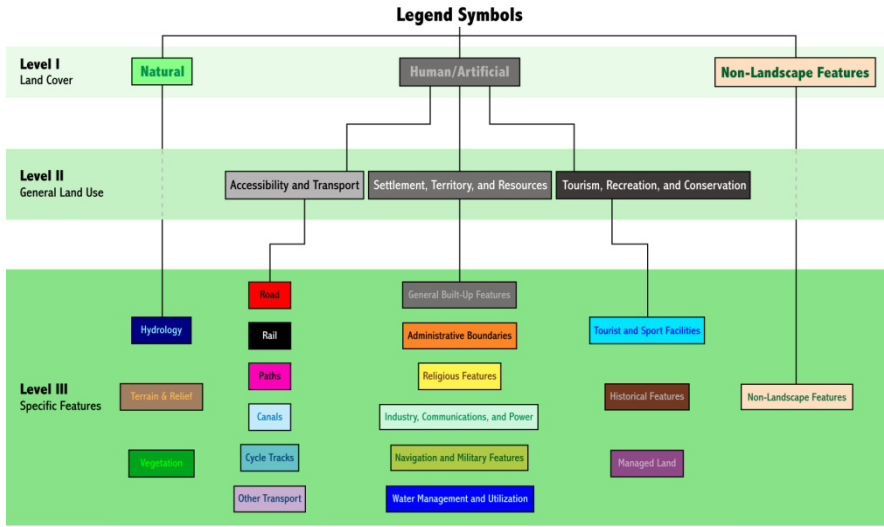 Legend Symbols
Level I
Land Cover
Natural
Human/Artificial
Non-Landscape Features
Level II
General Land Use
Accessibility and Transport
Settlement, Territory, and Resources
Tourism, Recreation, and Conservation
Level III
Specific Features
Hydrology
Terrain & Relief
Vegetation
Road
Rail
Paths
Canals
Cycle Tracks
Other Transport
General Built-Up Features
Administrative Boundaries
Religious Features
Industry, Communications, and Power
Navigation and Military Features
Water Management and Utilization
Tourist and Sport Facilities
Historical Features
Managed Land
Non-Landscape Features